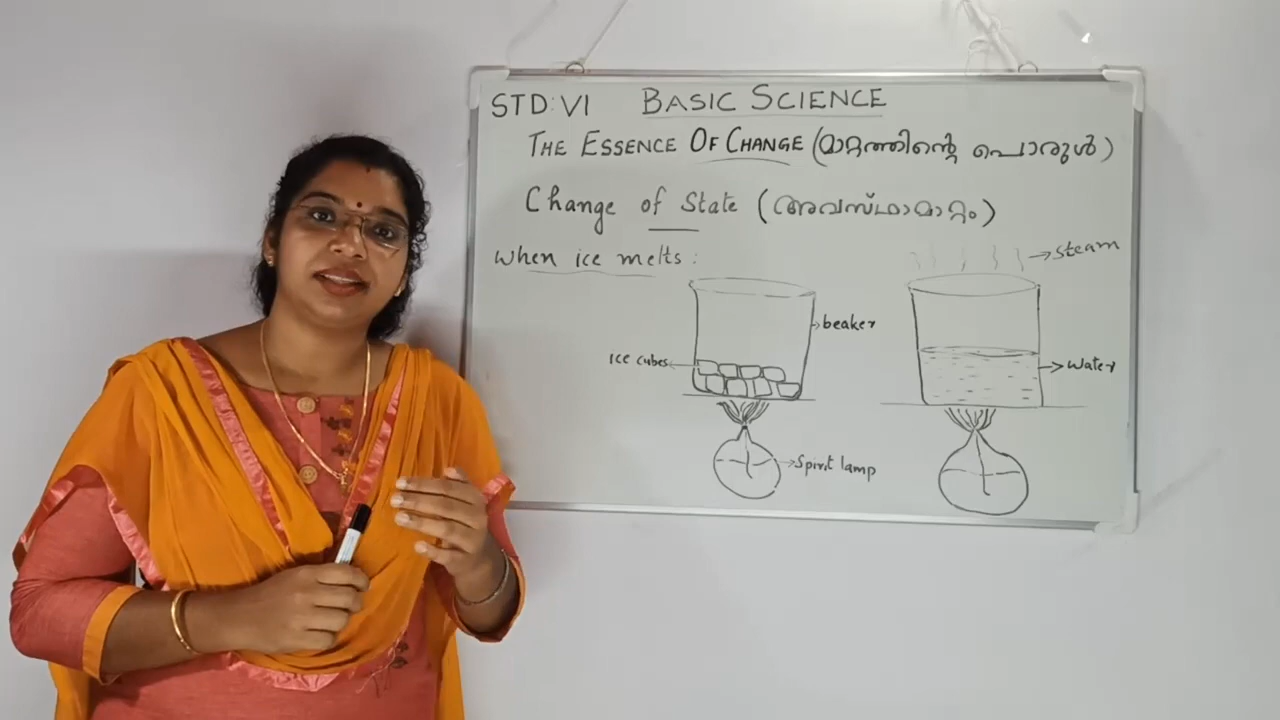 STD:VI BASIC SCIENCE
THE ESSENCE OF CHANGE (മാറ്റത്തിന്റെ പൊരുൾ)
Change of State (അവസ്ഥാമാറ്റം)
When ice melts:
steam
beaker
ice cubes
water
Spirit lamp